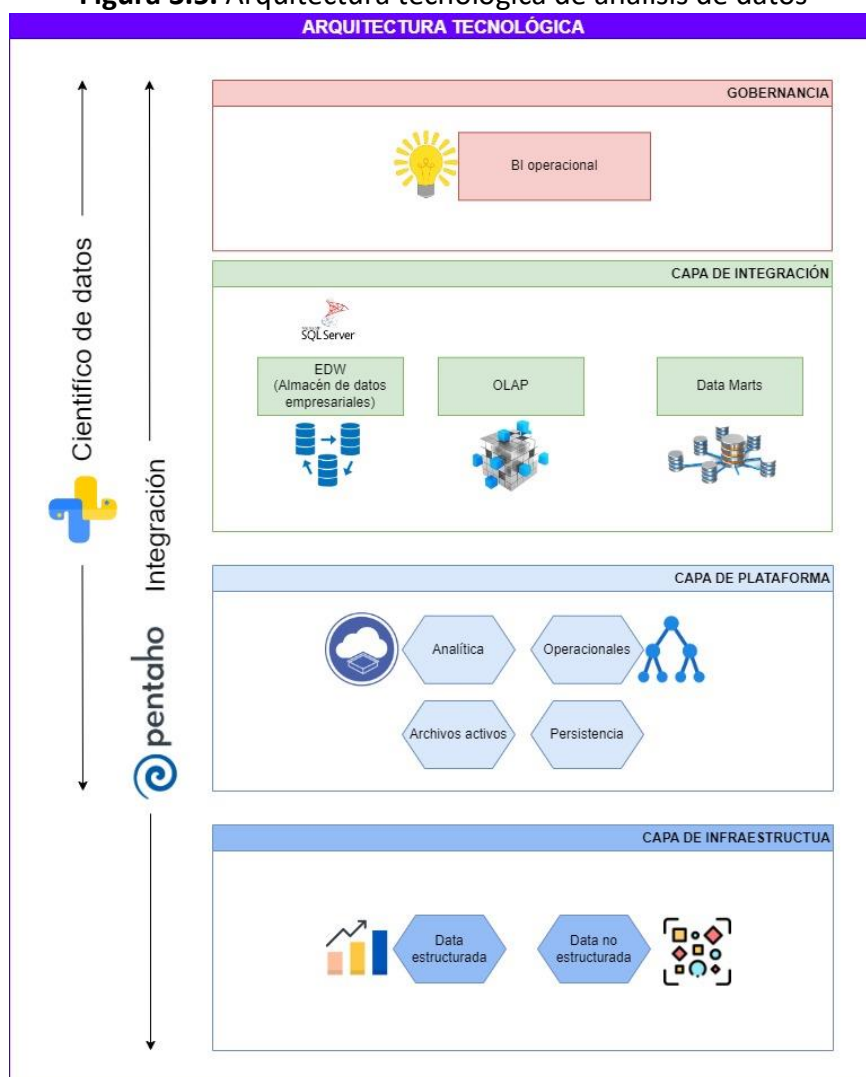 Figura 3.3. Arquitectura tecnológica de análisis de datos
ARQUITECTURA TECNOLÓGICA
Cientifíco de datos
Integración
pentaho
GOBERNANCIA
BI operacional
CAPA DE INTEGRACIÓN
SQL Server
EDW
(Almacén de datos
empresariales)
OLAP
Data Marts
CAPA DE PLATAFORMA
Analítica
Operacionales
Archivos activos
Persistencia
CAPA DE INFRAESTRUCTUA
Data
estructurada
Data no
estructurada